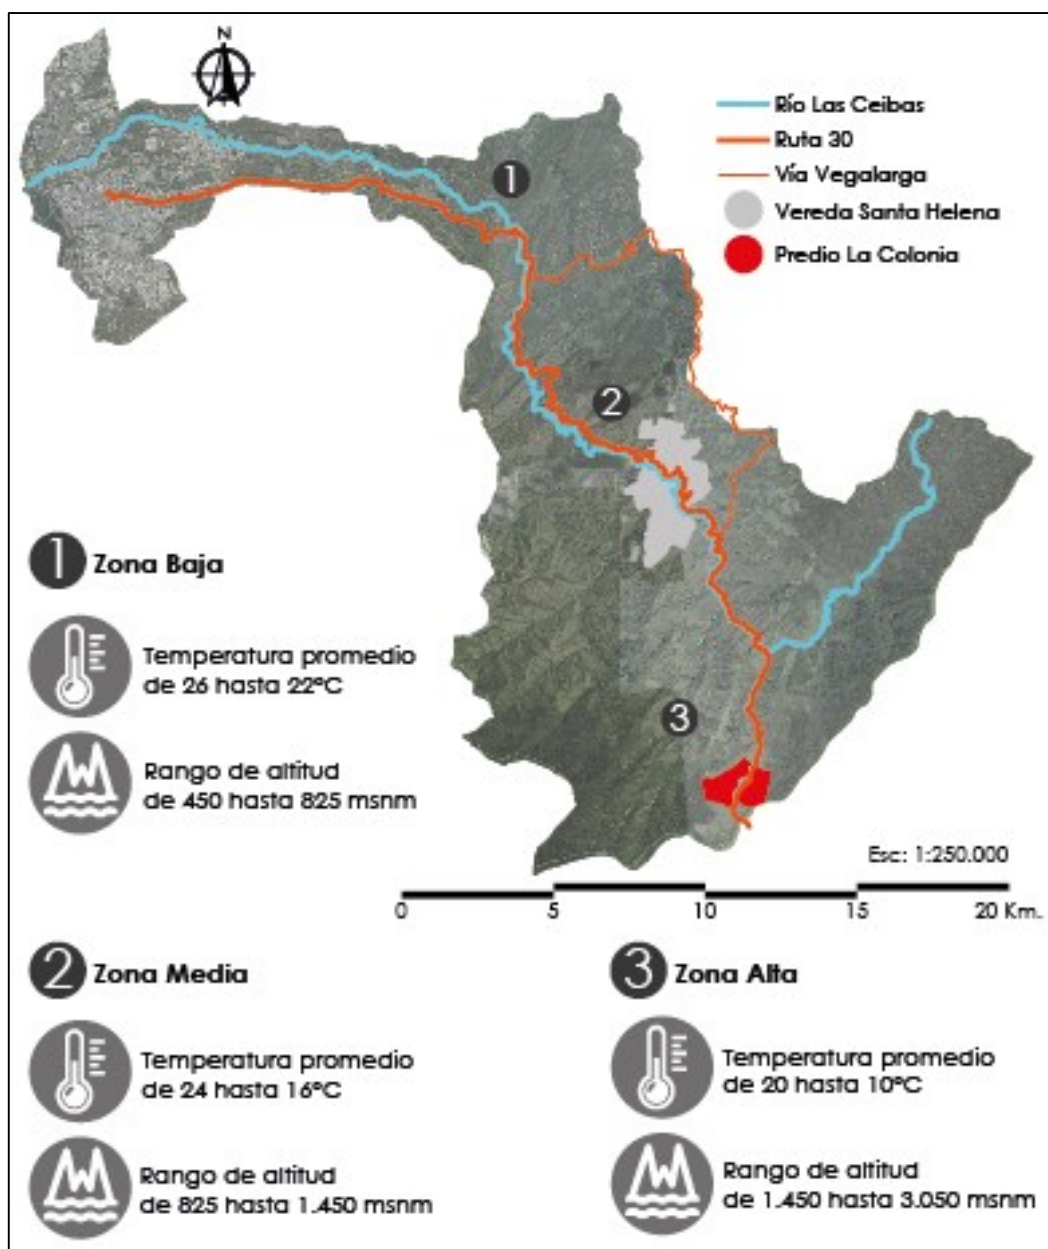 N
Río Las Ceibas
Ruta 30
Vía Vegalarga
Vereda Santa Helena
Predio La Colonia
1
2
3
1 Zona Baja
Temperatura promedio
de 26 hasta 22ºC
Rango de altitud
de 450 hasta 825 msnm
Esc: 1:250.000
0 5 10 15 20 Km.
2 Zona Media
Temperatura promedio
de 24 hasta 16ºC
Rango de altitud
de 825 hasta 1.450 msnm
3 Zona Alta
Temperatura promedio
de 20 hasta 10ºC
Rango de altitud
de 1.450 hasta 3.050 msnm